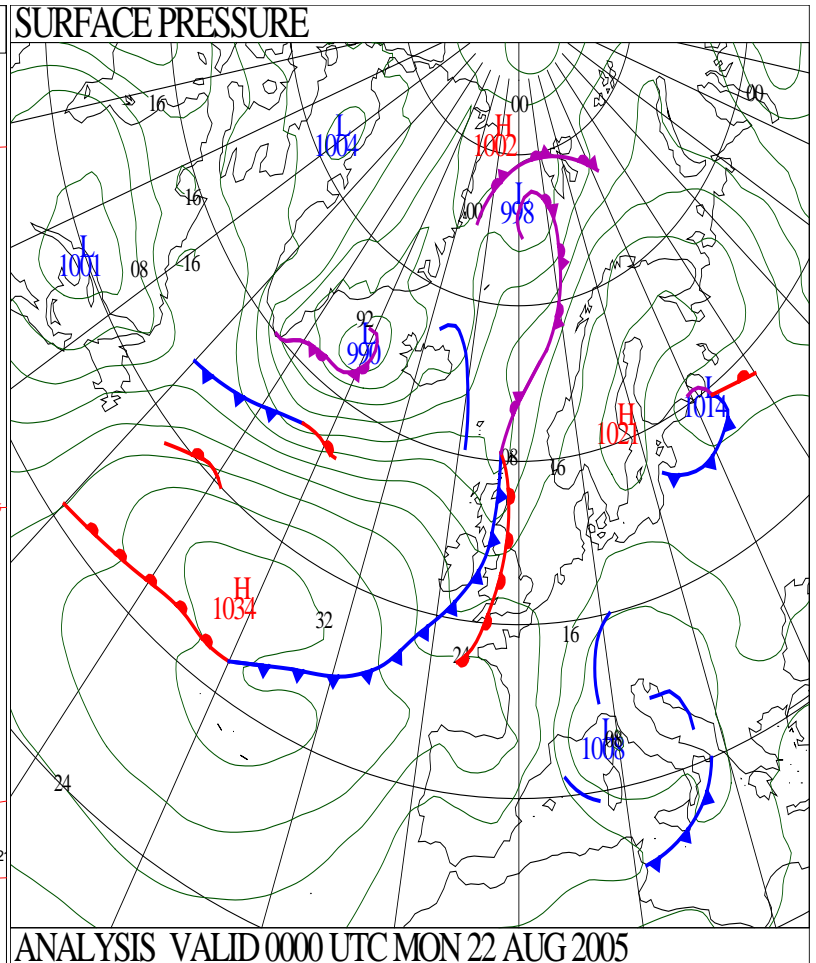 SURFACE PRESSURE
00
00
16
H
1002
L
1004
16
L
998
00
L
1001
08
16
92
L
990
L
1014
H
1021
08
16
H
1034
32
16
24
L
1008
08
24
ANALYSIS VALID 0000 UTC MON 22 AUG 2005